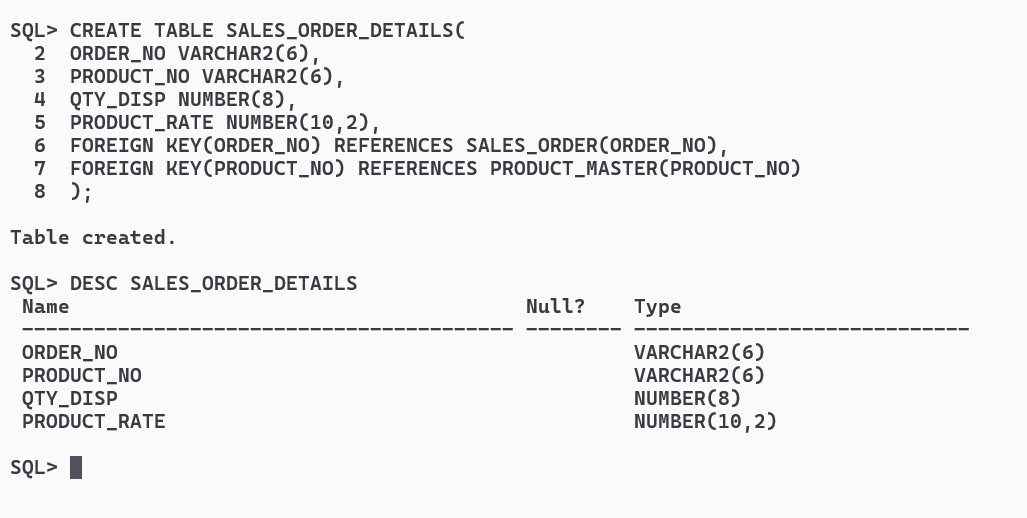 SQL> CREATE TABLE SALES_ORDER_DETAILS(
  2  ORDER_NO VARCHAR2(6),
  3  PRODUCT_NO VARCHAR2(6),
  4  QTY_DISP NUMBER(8),
  5  PRODUCT_RATE NUMBER(10,2),
  6  FOREIGN KEY(ORDER_NO) REFERENCES SALES_ORDER(ORDER_NO),
  7  FOREIGN KEY(PRODUCT_NO) REFERENCES PRODUCT_MASTER(PRODUCT_NO)
  8  );
Table created.
SQL> DESC SALES_ORDER_DETAILS
 Name                                      Null?    Type
 ----------------------------------------- -------- ----------------------------
 ORDER_NO                                           VARCHAR2(6)
 PRODUCT_NO                                         VARCHAR2(6)
 QTY_DISP                                           NUMBER(8)
 PRODUCT_RATE                                       NUMBER(10,2)
SQL>